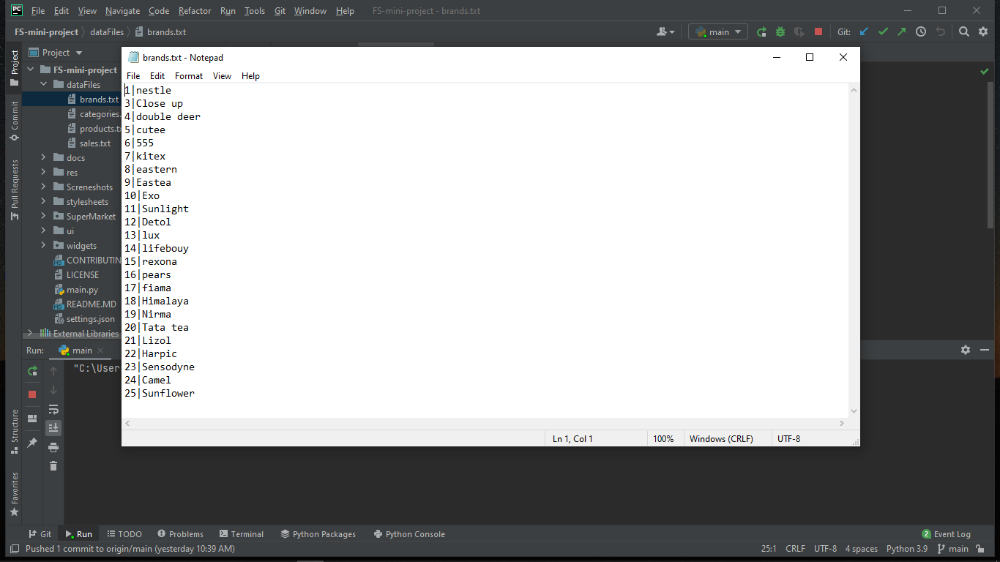 File Edit View Navigate Code Refactor Run Tools Git Window Help FS-mini-project - brands.txt
FS-mini-project dataFiles brands.txt main Git:
Project
Project
brands.txt - Notepad
File Edit Format View Help
FS-mini-project
dataFiles
brands.txt
categories.
products.tx
sales.txt
docs
res
Screneshots
stylesheets
SuperMarket
ui
widgets
CONTRIBUTIN
LICENSE
main.py
README.MD
settings.json
External Libraries
Commit
Pull Requests
1|nestle
3|Close up
4|double deer
5|cutee
6|555
7|kitex
8|eastern
9|Eastea
10|Exo
11|Sunlight
12|Detol
13|lux
14|lifebouy
15|rexona
16|pears
17|fiama
18|Himalaya
19|Nirma
20|Tata tea
21|Lizol
22|Harpic
23|Sensodyne
24|Camel
25|Sunflower
Ln 1, Col 1 100% Windows (CRLF) UTF-8
Run: main
"C:\User
Structure
Favorites
Git Run TODO Problems Terminal Python Packages Python Console 2 Event Log
Pushed 1 commit to origin/main (yesterday 10:39 AM) 25:1 CRLF UTF-8 4 spaces Python 3.9 main